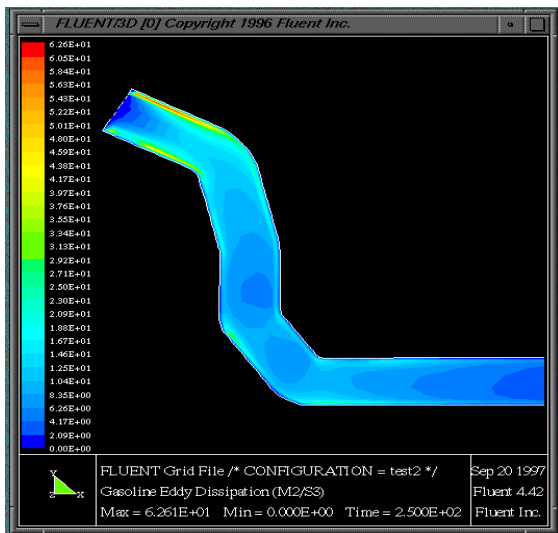 FLUENT/3D [0] Copyright 1996 Fluent Inc.
6.26E+01
6.05E+01
5.84E+01
5.63E+01
5.43E+01
5.22E+01
5.01E+01
4.80E+01
4.59E+01
4.38E+01
4.17E+01
3.97E+01
3.76E+01
3.55E+01
3.34E+01
3.13E+01
2.92E+01
2.71E+01
2.50E+01
2.30E+01
2.09E+01
1.88E+01
1.67E+01
1.46E+01
1.25E+01
1.04E+01
8.35E+00
6.26E+00
4.17E+00
2.09E+00
0.00E+00
Y
Z X
FLUENT Grid File /* CONFIGURATION = test2 */
Gasoline Eddy Dissipation (M2/S3)
Max = 6.261E+01 Min = 0.000E+00 Time = 2.500E+02
Sep 20 1997
Fluent 4.42
Fluent Inc.